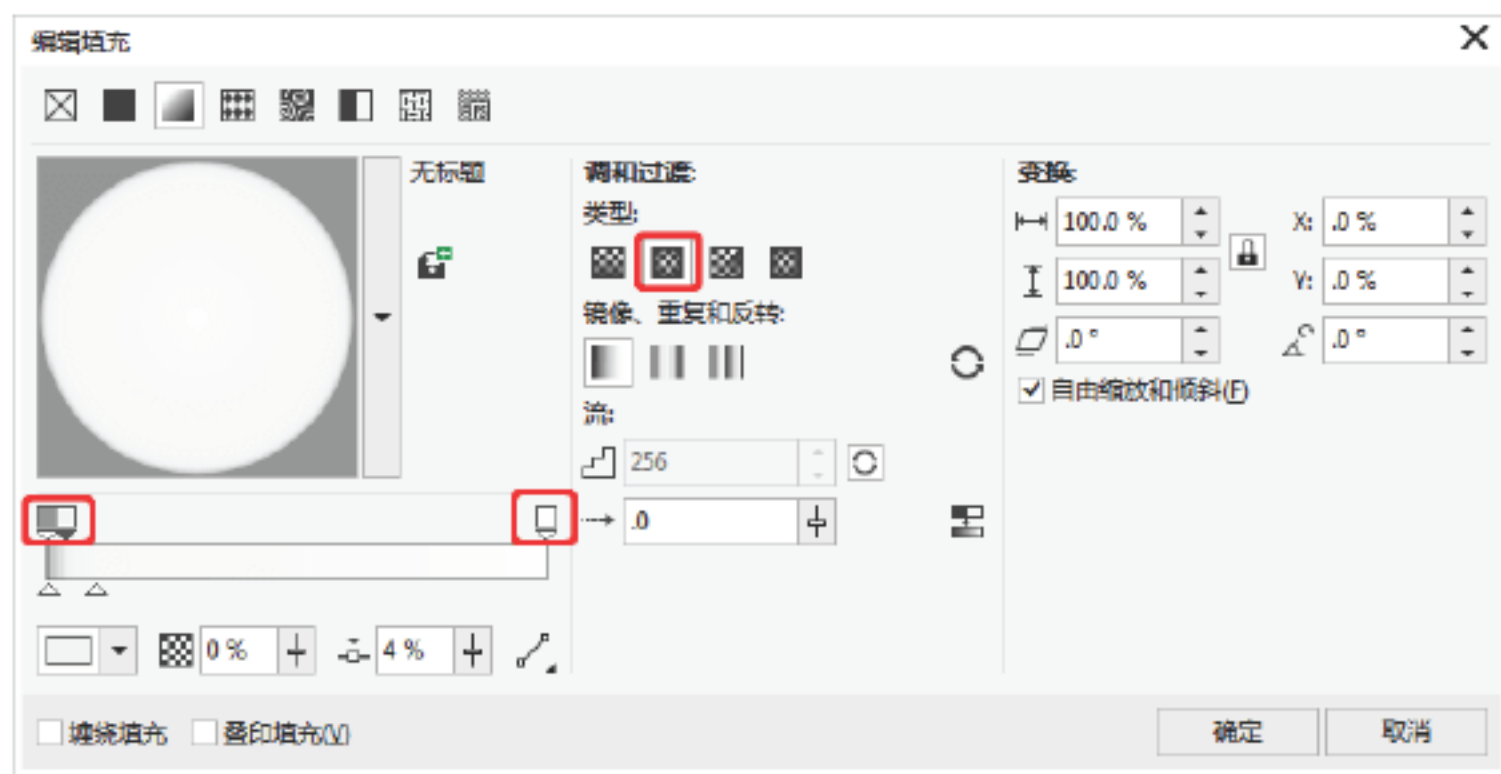 编辑填充
无标题
调和过渡:
类型:
镜像、重复和反转:
流:
256
.0
变换:
100.0 %
X: .0 %
100.0 %
Y: .0 %
.0 °
.0 °
自由缩放和倾斜(F)
0 %
4 %
缠绕填充
叠印填充(V)
确定
取消